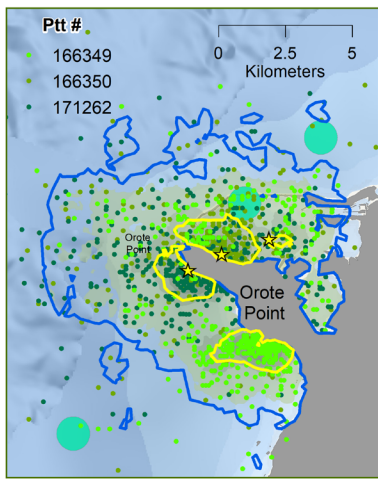 Ptt #
166349
166350
171262
0 2.5 5
Kilometers
Orote
Point
Orote
Point